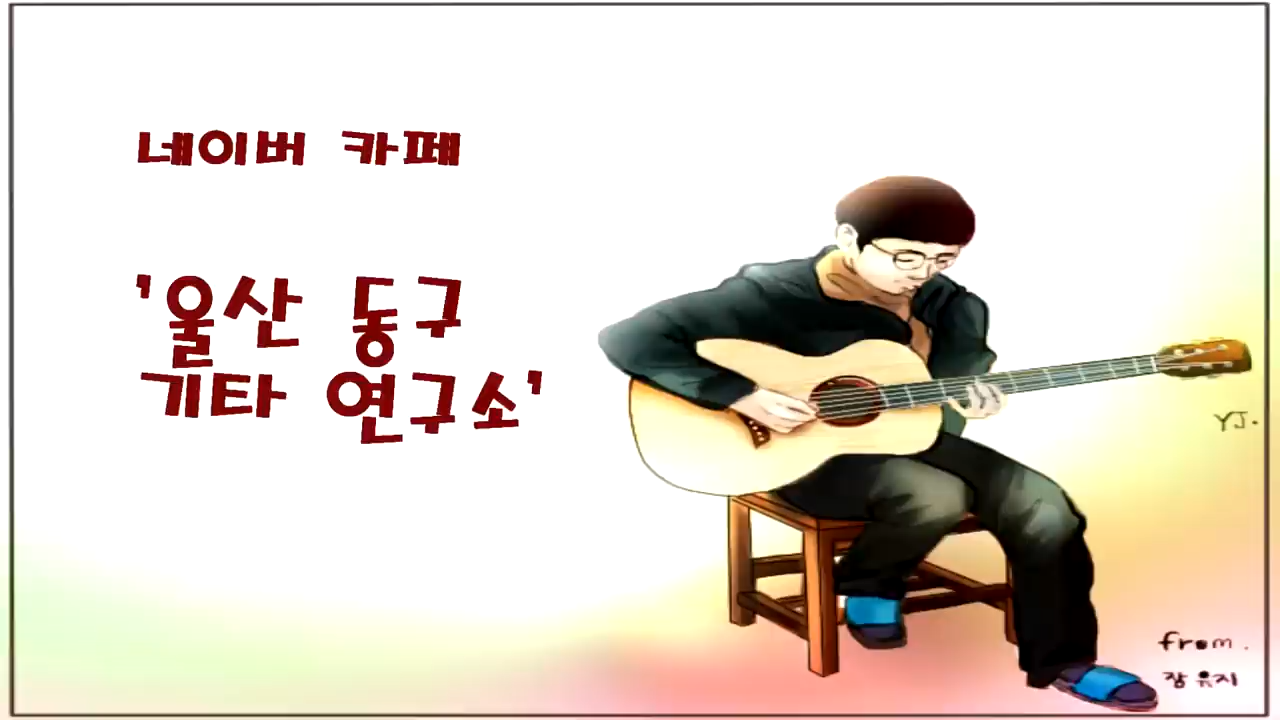 네이버 카페
'울산 동구
기타 연구소'
YJ.
from.
장유지